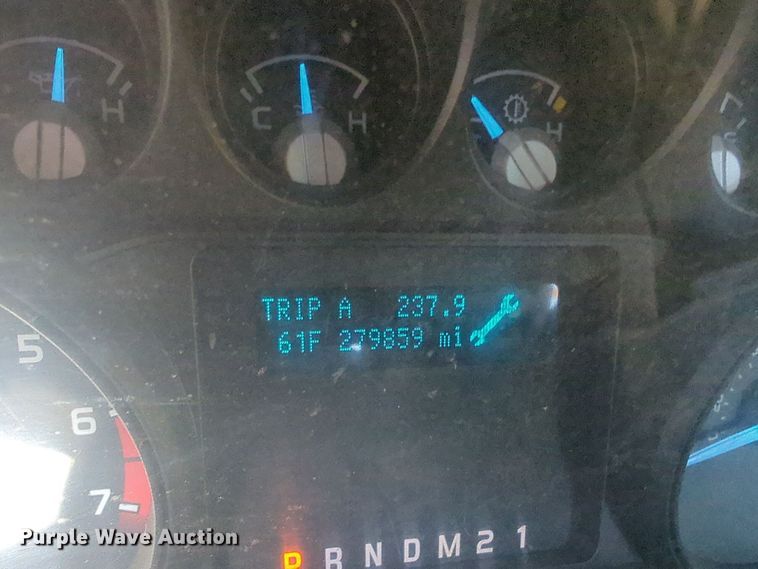 H
C H
H
TRIP A 237.9
61F 279859 mi
5
6
7
P R N D M 2 1
Purple Wave Auction